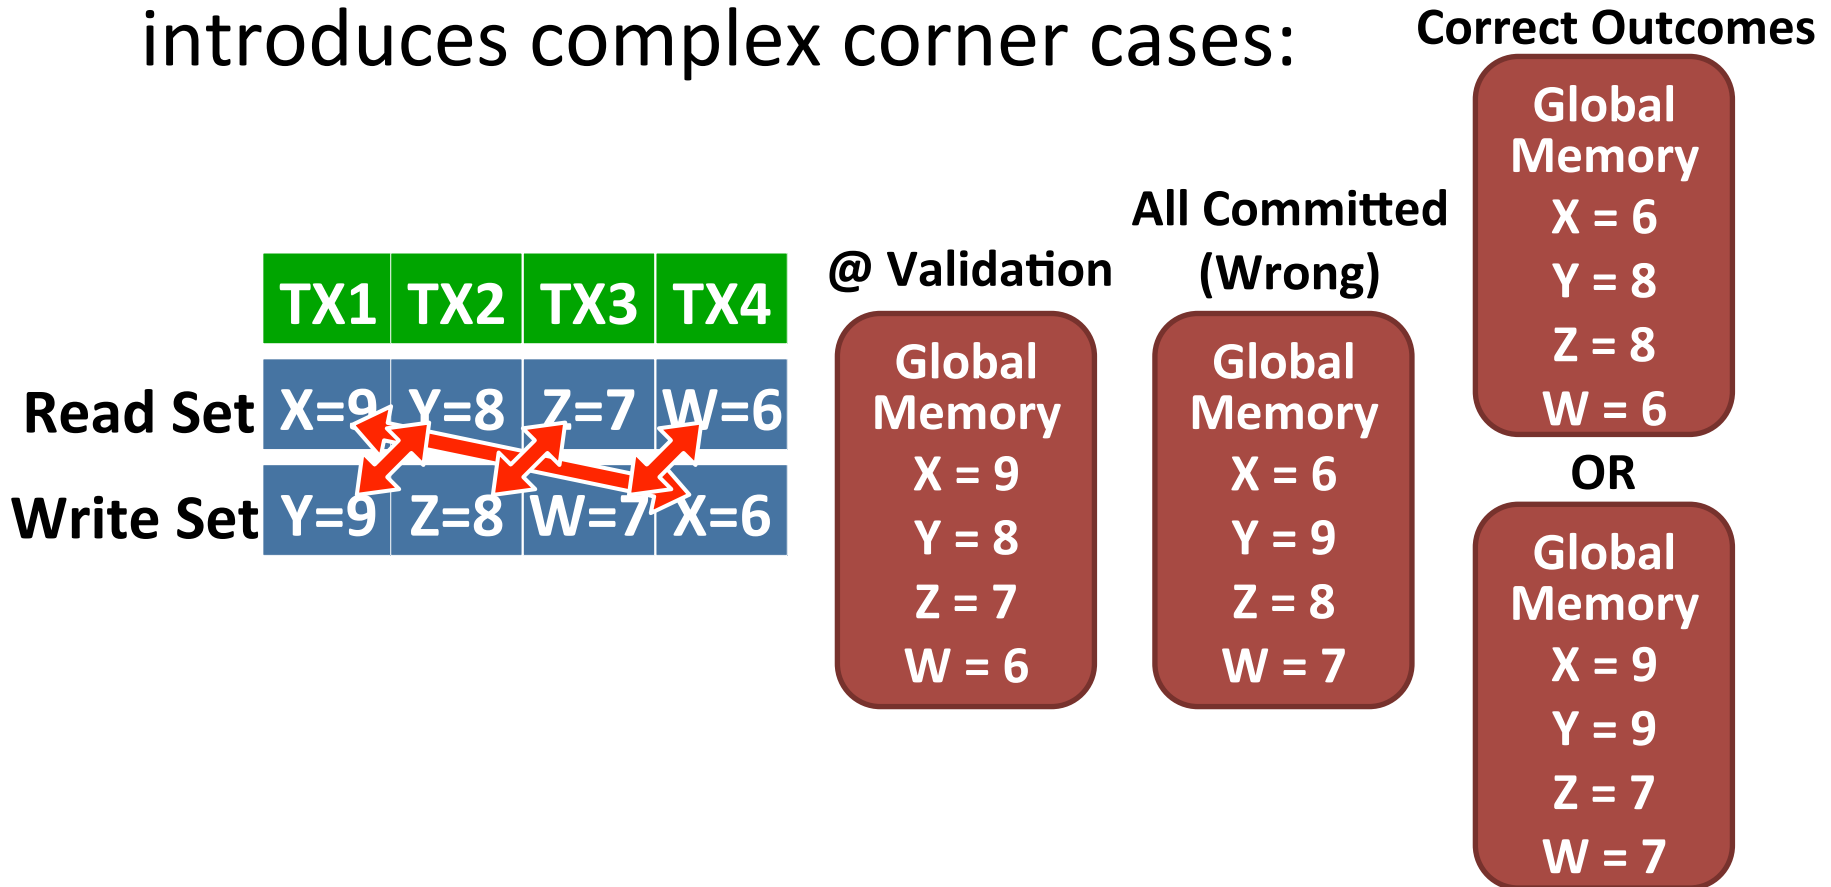 introduces complex corner cases:
TX1 TX2 TX3 TX4
Read Set X=9 Y=8 Z=7 W=6
Write Set Y=9 Z=8 W=7 X=6
@ Validation
Global
Memory
X = 9
Y = 8
Z = 7
W = 6
All Committed
(Wrong)
Global
Memory
X = 6
Y = 9
Z = 8
W = 7
Correct Outcomes
Global
Memory
X = 6
Y = 8
Z = 8
W = 6
OR
Global
Memory
X = 9
Y = 9
Z = 7
W = 7